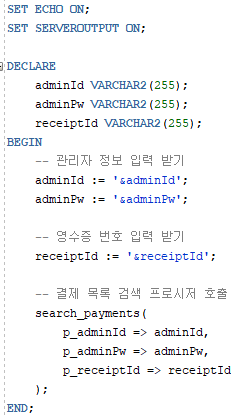 SET ECHO ON;
SET SERVEROUTPUT ON;
DECLARE
adminId VARCHAR2(255);
adminPw VARCHAR2(255);
receiptId VARCHAR2(255);
BEGIN
-- 관리자 정보 입력 받기
adminId := '&adminId';
adminPw := '&adminPw';
-- 영수증 번호 입력 받기
receiptId := '&receiptId';
-- 결제 목록 검색 프로시저 호출
search_payments(
p_adminId => adminId,
p_adminPw => adminPw,
p_receiptId => receiptId
);
END;